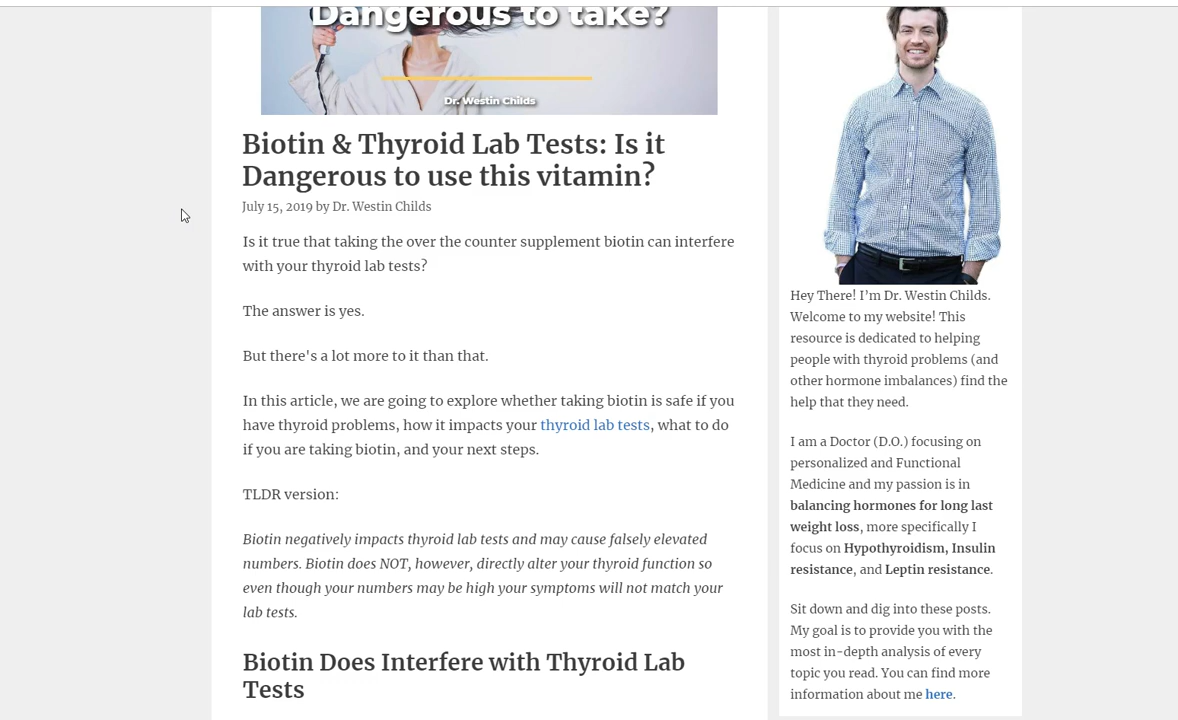 Dangerous to take?
Dr. Westin Childs
Biotin & Thyroid Lab Tests: Is it
Dangerous to use this vitamin?
July 15, 2019 by Dr. Westin Childs
Is it true that taking the over the counter supplement biotin can interfere
with your thyroid lab tests?
The answer is yes.
But there's a lot more to it than that.
In this article, we are going to explore whether taking biotin is safe if you
have thyroid problems, how it impacts your thyroid lab tests, what to do
if you are taking biotin, and your next steps.
TLDR version:
Biotin negatively impacts thyroid lab tests and may cause falsely elevated
numbers. Biotin does NOT, however, directly alter your thyroid function so
even though your numbers may be high your symptoms will not match your
lab tests.
Biotin Does Interfere with Thyroid Lab
Tests
Hey There! I'm Dr. Westin Childs.
Welcome to my website! This
resource is dedicated to helping
people with thyroid problems (and
other hormone imbalances) find the
help that they need.
I am a Doctor (D.O.) focusing on
personalized and Functional
Medicine and my passion is in
balancing hormones for long last
weight loss, more specifically I
focus on Hypothyroidism, Insulin
resistance, and Leptin resistance.
Sit down and dig into these posts.
My goal is to provide you with the
most in-depth analysis of every
topic you read. You can find more
information about me here.